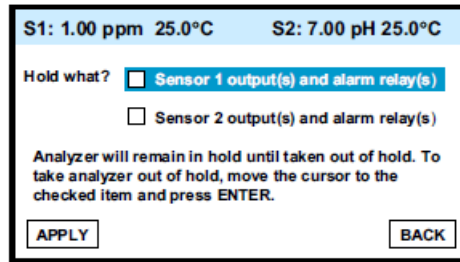 S1: 1.00 ppm 25.0°C S2: 7.00 pH 25.0°C
Hold what? Sensor 1 output(s) and alarm relay(s)
Sensor 2 output(s) and alarm relay(s)
Analyzer will remain in hold until taken out of hold. To
take analyzer out of hold, move the cursor to the
checked item and press ENTER.
APPLY BACK